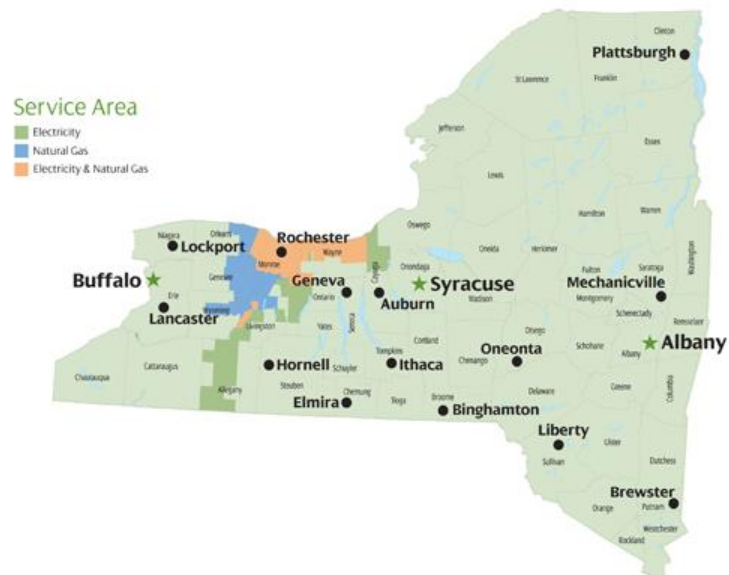 Service Area
Electricity
Natural Gas
Electricity & Natural Gas
Clinton
Plattsburgh
St Lawrence
Franklin
Jefferson
Essex
Lewis
Hamilton
Warren
Washington
Oswego
Oneida
Herkimer
Fulton
Saratoga
Niagara
Orleans
Lockport
Rochester
Monroe
Wayne
Genesee
Buffalo
Erie
Lancaster
Wyoming
Livingston
Geneva
Ontario
Seneca
Cayuga
Auburn
Onondaga
Syracuse
Madison
Mechanicville
Montgomery
Schenectady
Rensselaer
Albany
Albany
Schoharie
Otsego
Oneonta
Chenango
Cortland
Tompkins
Ithaca
Yates
Schuyler
Hornell
Steuben
Chautauqua
Cattaraugus
Allegany
Elmira
Chemung
Tioga
Broome
Binghamton
Delaware
Greene
Columbia
Liberty
Sullivan
Ulster
Dutchess
Brewster
Putnam
Orange
Westchester
Rockland